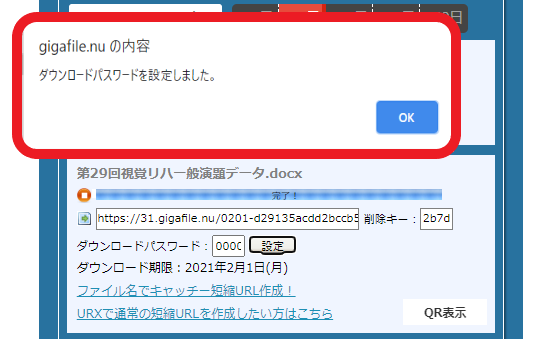 gigafile.nu の内容
ダウンロードパスワードを設定しました。
OK
第29回視覚リハ一般演題データ.docx
完了！
https://31.gigafile.nu/0201-d29135acdd2bccb5 削除キー：2b7d
ダウンロードパスワード：000 設定
ダウンロード期限：2021年2月1日(月)
ファイル名でキャッチー短縮URL作成！
URXで通常の短縮URLを作成したい方はこちら
QR表示